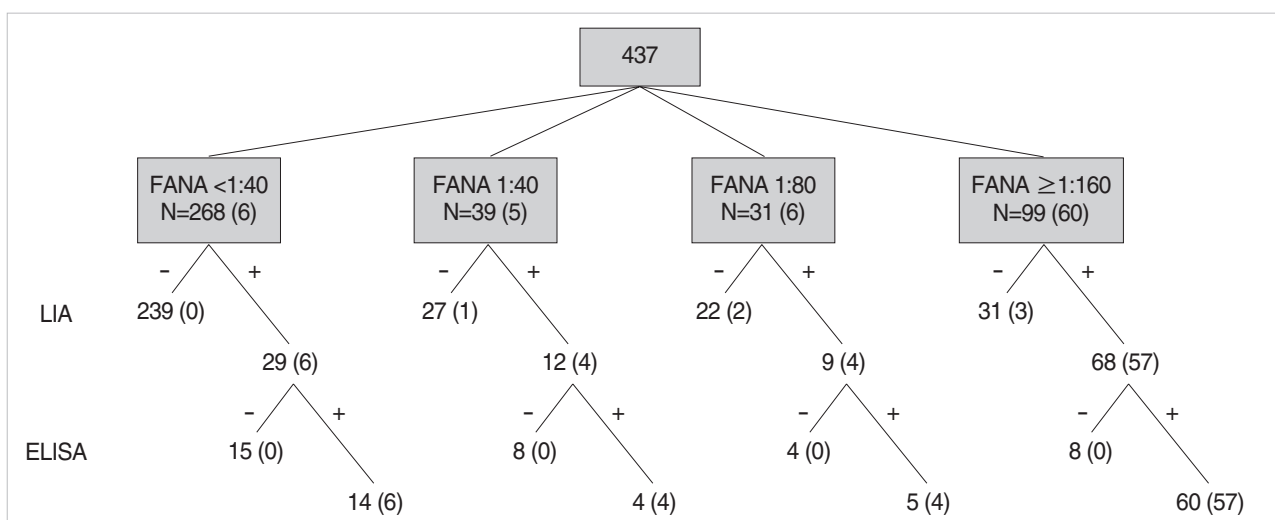 437
FANA <1:40
N=268 (6)
FANA 1:40
N=39 (5)
FANA 1:80
N=31 (6)
FANA ≥1:160
N=99 (60)
- + - + - + - +
LIA 239 (0) 27 (1) 22 (2) 31 (3)
29 (6) 12 (4) 9 (4) 68 (57)
- + - + - + - +
ELISA 15 (0) 8 (0) 4 (0) 8 (0)
14 (6) 4 (4) 5 (4) 60 (57)